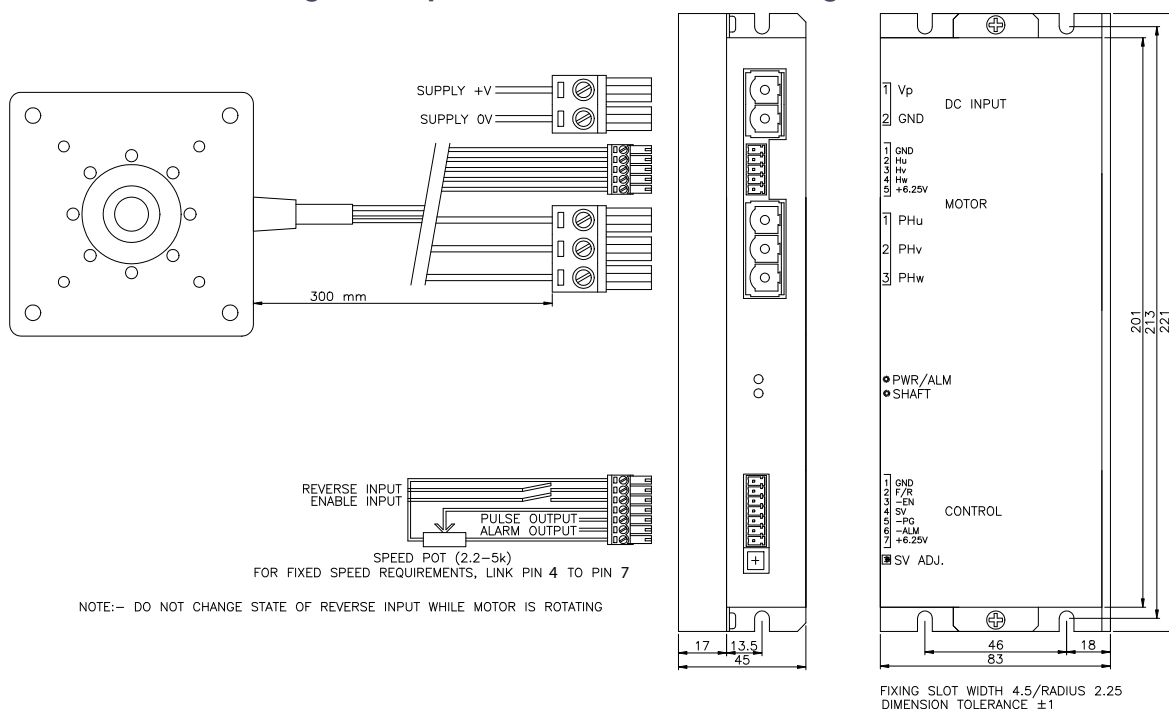 SUPPLY +V
SUPPLY 0V
300 mm
REVERSE INPUT
ENABLE INPUT
PULSE OUTPUT
ALARM OUTPUT
SPEED POT (2.2-5k)
FOR FIXED SPEED REQUIREMENTS, LINK PIN 4 TO PIN 7
NOTE:- DO NOT CHANGE STATE OF REVERSE INPUT WHILE MOTOR IS ROTATING
17
13.5
45
1 Vp
DC INPUT
2 GND
1 GND
2 Hu
3 Hv
4 Hw
5 +6.25V
MOTOR
1 PHu
2 PHv
3 PHw
PWR/ALM
SHAFT
1 GND
2 F/R
3 -EN
4 SV
5 -PG
6 -ALM
7 +6.25V
CONTROL
SV ADJ.
201
213
221
46
18
83
FIXING SLOT WIDTH 4.5/RADIUS 2.25
DIMENSION TOLERANCE ±1